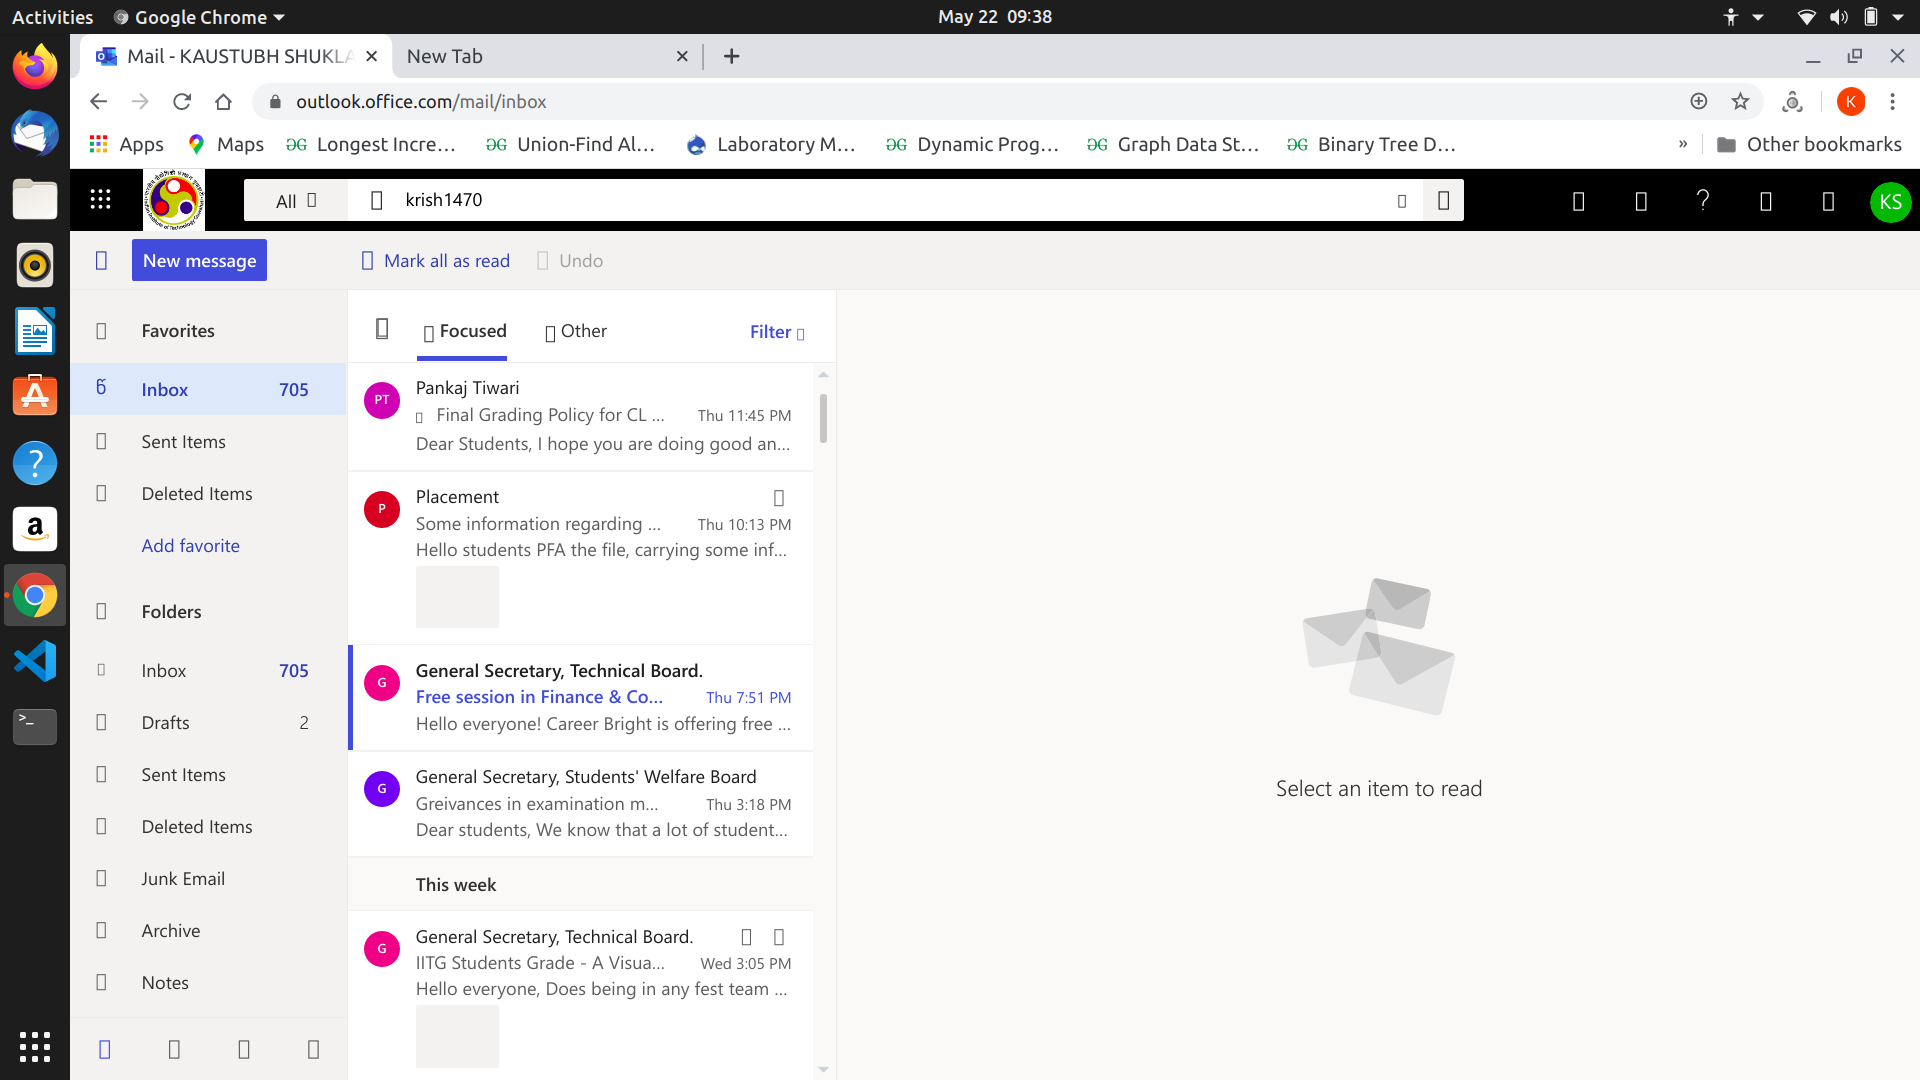 Activities
Google Chrome
May 22 09:38
Mail - KAUSTUBH SHUKLA
New Tab
outlook.office.com/mail/inbox
K
Apps
Maps
Longest Incre...
Union-Find Al...
Laboratory M...
Dynamic Prog...
Graph Data St...
Binary Tree D...
»
Other bookmarks
All
krish1470
?
KS
New message
Mark all as read
Undo
Favorites
Inbox 705
Sent Items
Deleted Items
Add favorite
Folders
Inbox 705
Drafts 2
Sent Items
Deleted Items
Junk Email
Archive
Notes
Focused
Other
Filter
PT
Pankaj Tiwari
Final Grading Policy for CL ... Thu 11:45 PM
Dear Students, I hope you are doing good an...
P
Placement
Some information regarding ... Thu 10:13 PM
Hello students PFA the file, carrying some inf...
G
General Secretary, Technical Board.
Free session in Finance & Co... Thu 7:51 PM
Hello everyone! Career Bright is offering free ...
G
General Secretary, Students' Welfare Board
Greivances in examination m... Thu 3:18 PM
Dear students, We know that a lot of student...
This week
G
General Secretary, Technical Board.
IITG Students Grade - A Visua... Wed 3:05 PM
Hello everyone, Does being in any fest team ...
Select an item to read